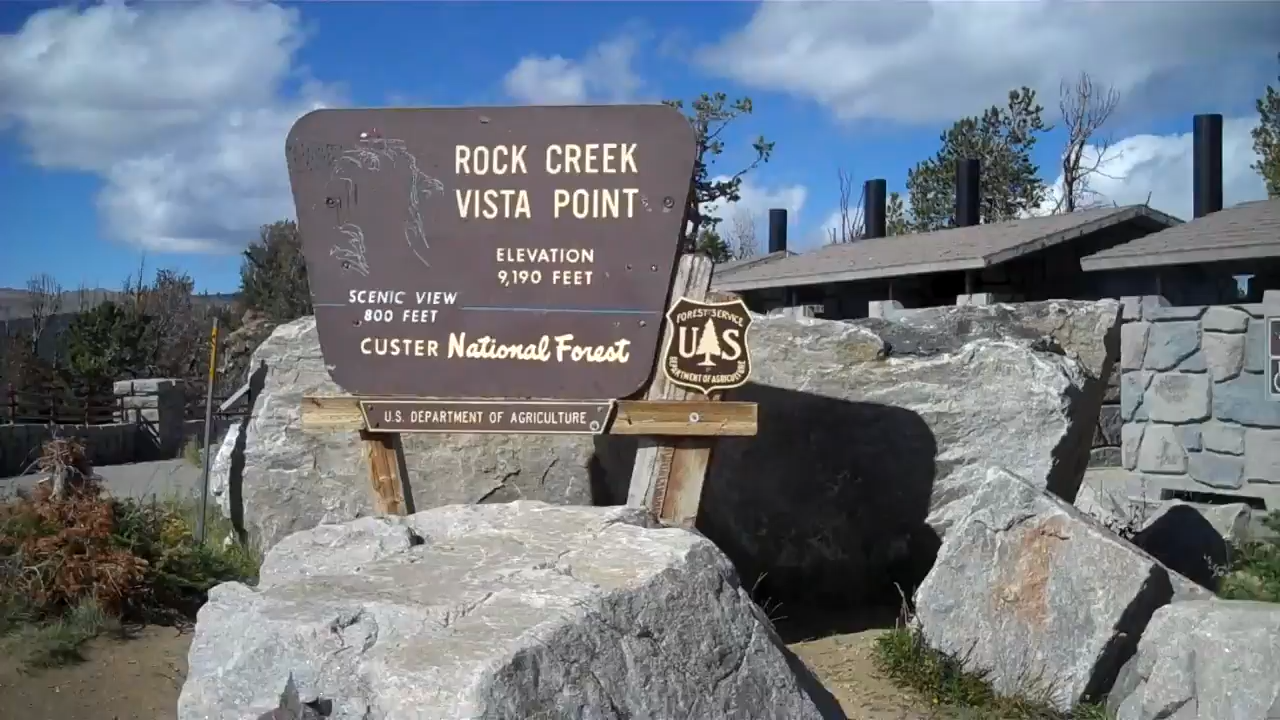 ROCK CREEK
VISTA POINT
ELEVATION
9,190 FEET
SCENIC VIEW
800 FEET
CUSTER National Forest
U.S. DEPARTMENT OF AGRICULTURE
FOREST SERVICE
US
DEPARTMENT OF AGRICULTURE